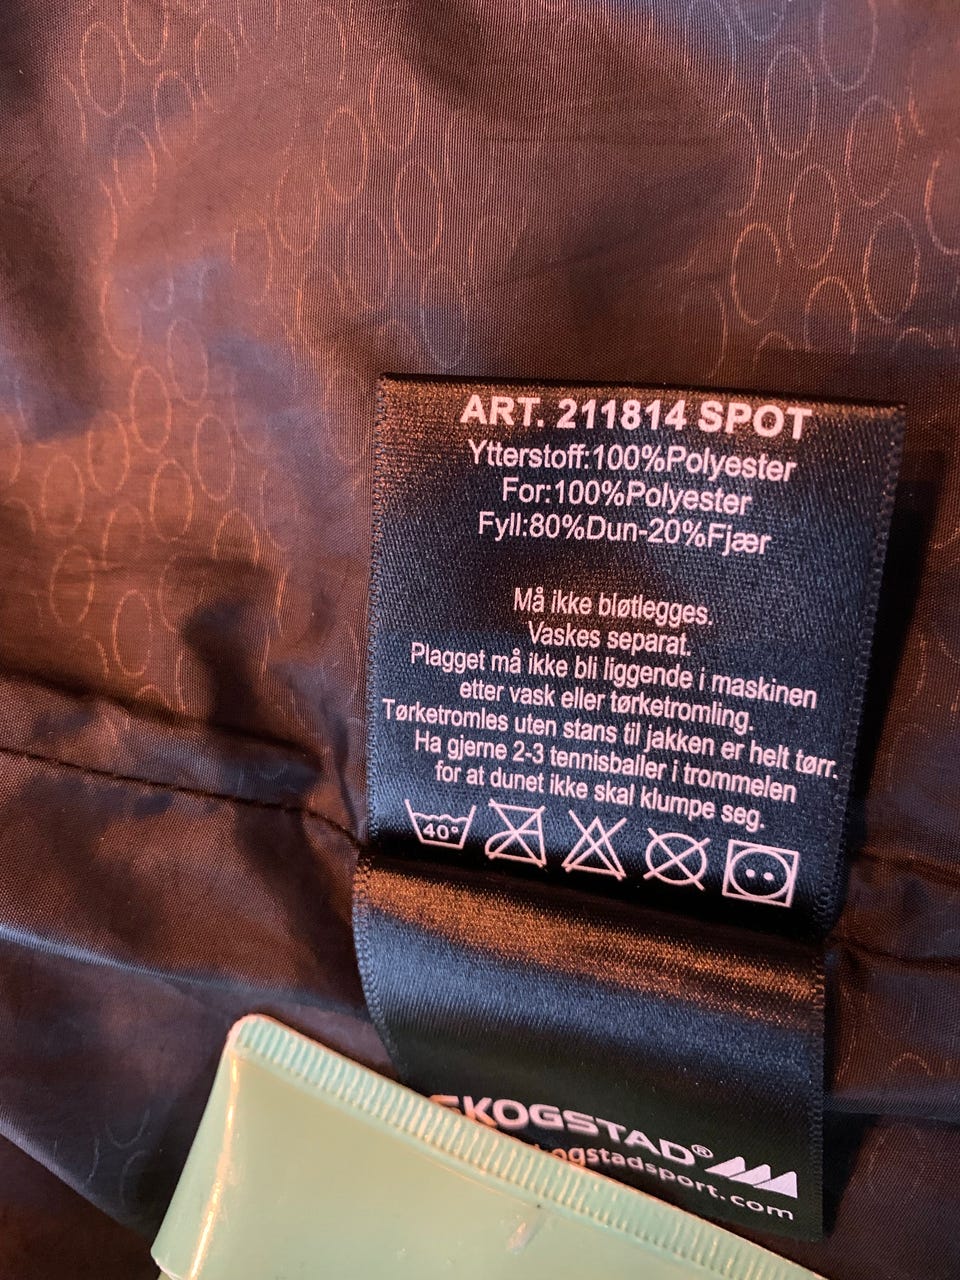 ART. 211814 SPOT
Ytterstoff:100%Polyester
For:100%Polyester
Fyll:80%Dun-20%Fjær
Må ikke bløtlegges.
Vaskes separat.
Plagget må ikke bli liggende i maskinen
etter vask eller tørketromling.
Tørketromles uten stans til jakken er helt tørr.
Ha gjerne 2-3 tennisballer i trommelen
for at dunet ikke skal klumpe seg.
40°
SKOGSTAD®
ogstadsport.com